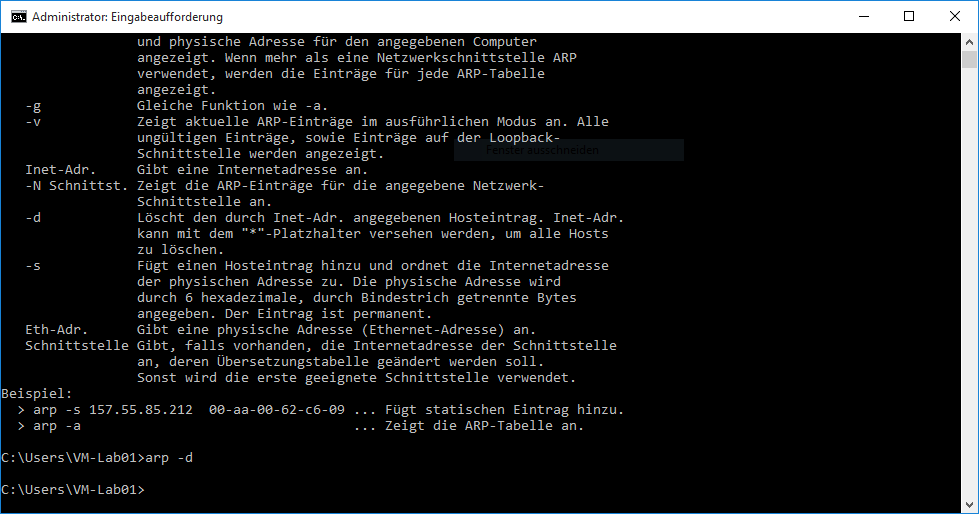 Administrator: Eingabeaufforderung
und physische Adresse für den angegebenen Computer
angezeigt. Wenn mehr als eine Netzwerkschnittstelle ARP
verwendet, werden die Einträge für jede ARP-Tabelle
angezeigt.
-g Gleiche Funktion wie -a.
-v Zeigt aktuelle ARP-Einträge im ausführlichen Modus an. Alle
ungültigen Einträge, sowie Einträge auf der Loopback-
Fenster ausschneiden
Schnittstelle werden angezeigt.
Inet-Adr. Gibt eine Internetadresse an.
-N Schnittst. Zeigt die ARP-Einträge für die angegebene Netzwerk-
Schnittstelle an.
-d Löscht den durch Inet-Adr. angegebenen Hosteintrag. Inet-Adr.
kann mit dem "*"-Platzhalter versehen werden, um alle Hosts
zu löschen.
-s Fügt einen Hosteintrag hinzu und ordnet die Internetadresse
der physischen Adresse zu. Die physische Adresse wird
durch 6 hexadezimale, durch Bindestrich getrennte Bytes
angegeben. Der Eintrag ist permanent.
Eth-Adr. Gibt eine physische Adresse (Ethernet-Adresse) an.
Schnittstelle Gibt, falls vorhanden, die Internetadresse der Schnittstelle
an, deren Übersetzungstabelle geändert werden soll.
Sonst wird die erste geeignete Schnittstelle verwendet.
Beispiel:
> arp -s 157.55.85.212 00-aa-00-62-c6-09 ... Fügt statischen Eintrag hinzu.
> arp -a ... Zeigt die ARP-Tabelle an.
C:\Users\VM-Lab01>arp -d
C:\Users\VM-Lab01>